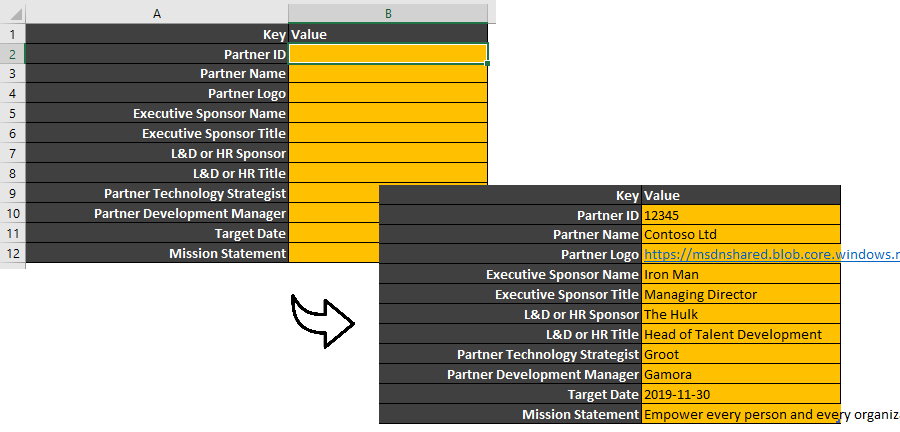 A B
1 Key Value
2 Partner ID
3 Partner Name
4 Partner Logo
5 Executive Sponsor Name
6 Executive Sponsor Title
7 L&D or HR Sponsor
8 L&D or HR Title
9 Partner Technology Strategist
10 Partner Development Manager
11 Target Date
12 Mission Statement
Key Value
Partner ID 12345
Partner Name Contoso Ltd
Partner Logo https://msdnshared.blob.core.windows.r
Executive Sponsor Name Iron Man
Executive Sponsor Title Managing Director
L&D or HR Sponsor The Hulk
L&D or HR Title Head of Talent Development
Partner Technology Strategist Groot
Partner Development Manager Gamora
Target Date 2019-11-30
Mission Statement Empower every person and every organiz